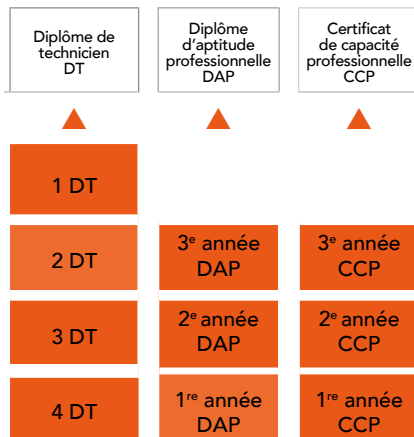 Diplôme de
technicien
DT
Diplôme
d'aptitude
professionnelle
DAP
Certificat
de capacité
professionnelle
CCP
1 DT
2 DT
3e année
DAP
3e année
CCP
3 DT
2e année
DAP
2e année
CCP
4 DT
1re année
DAP
1re année
CCP